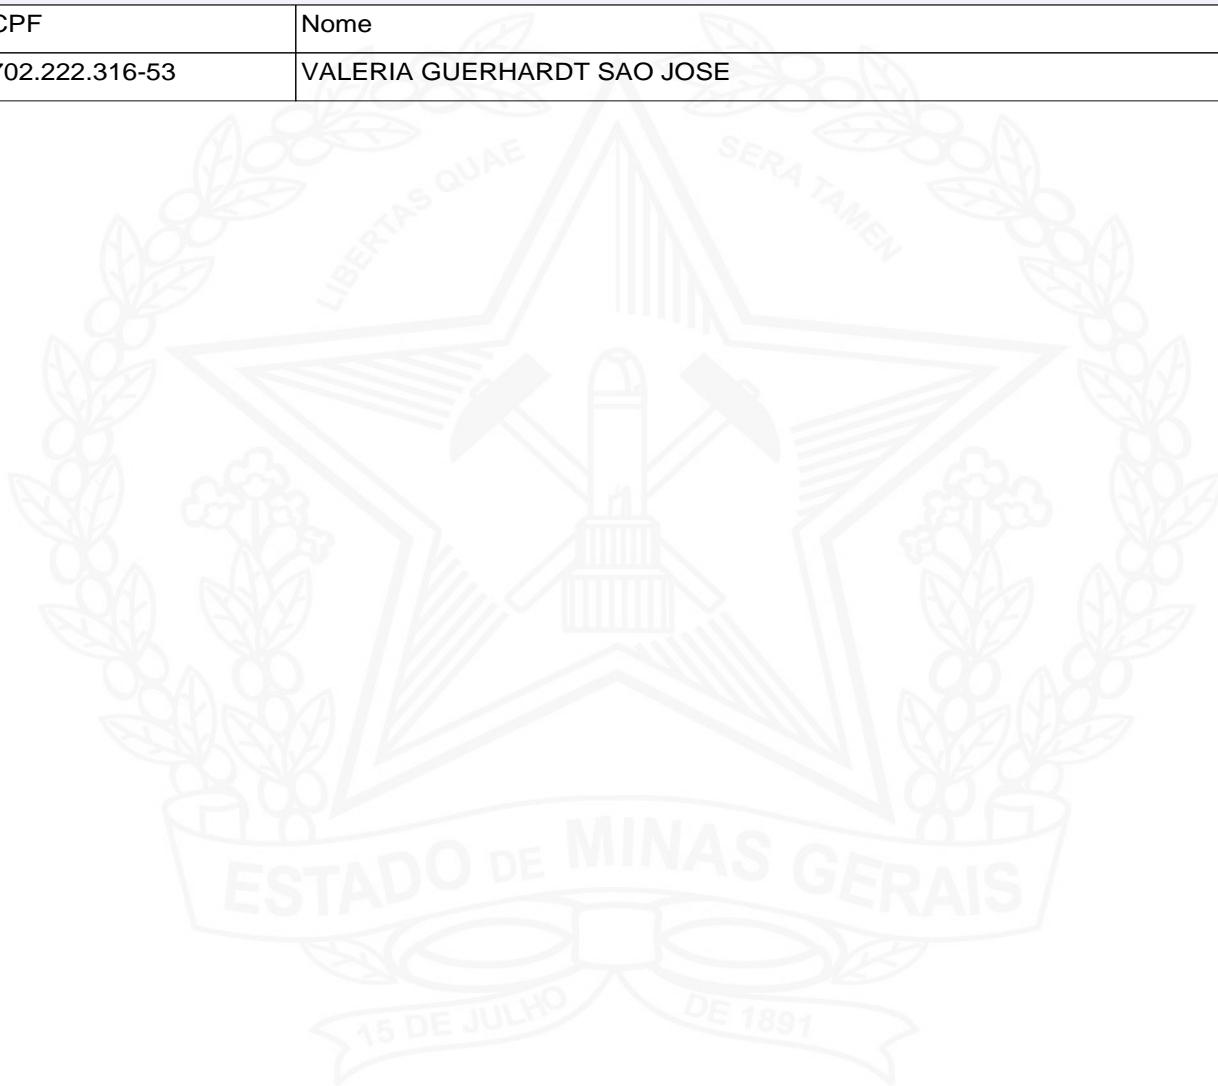 CPF Nome
702.222.316-53 VALERIA GUERHARDT SAO JOSE
LIBERTAS QUAE SERA TAMEN
ESTADO DE MINAS GERAIS
15 DE JULHO DE 1891